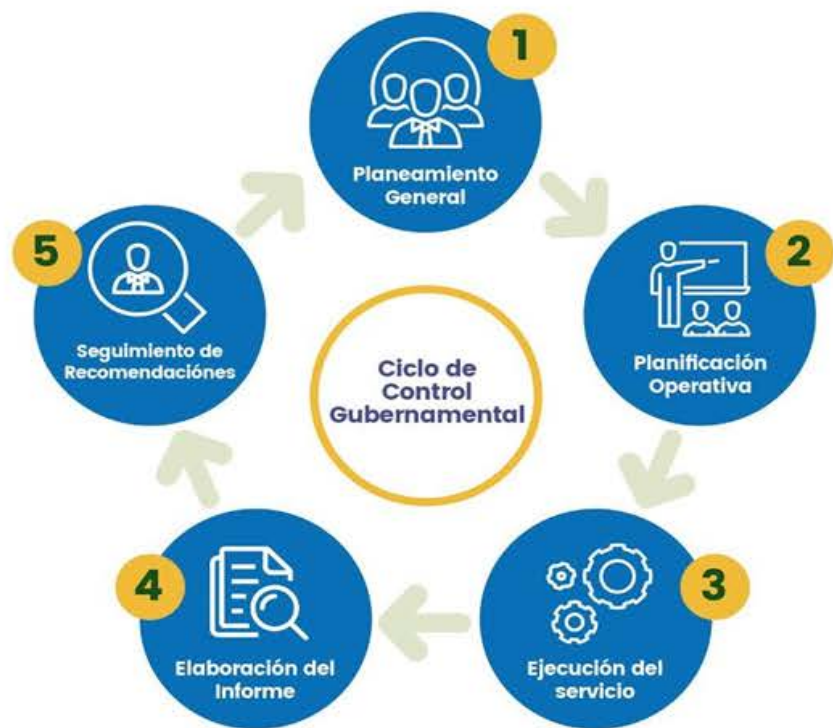 1
Planeamiento
General
2
Planificación
Operativa
3
Ejecución del
servicio
4
Elaboración del
Informe
5
Seguimiento de
Recomendaciónes
Ciclo de
Control
Gubernamental